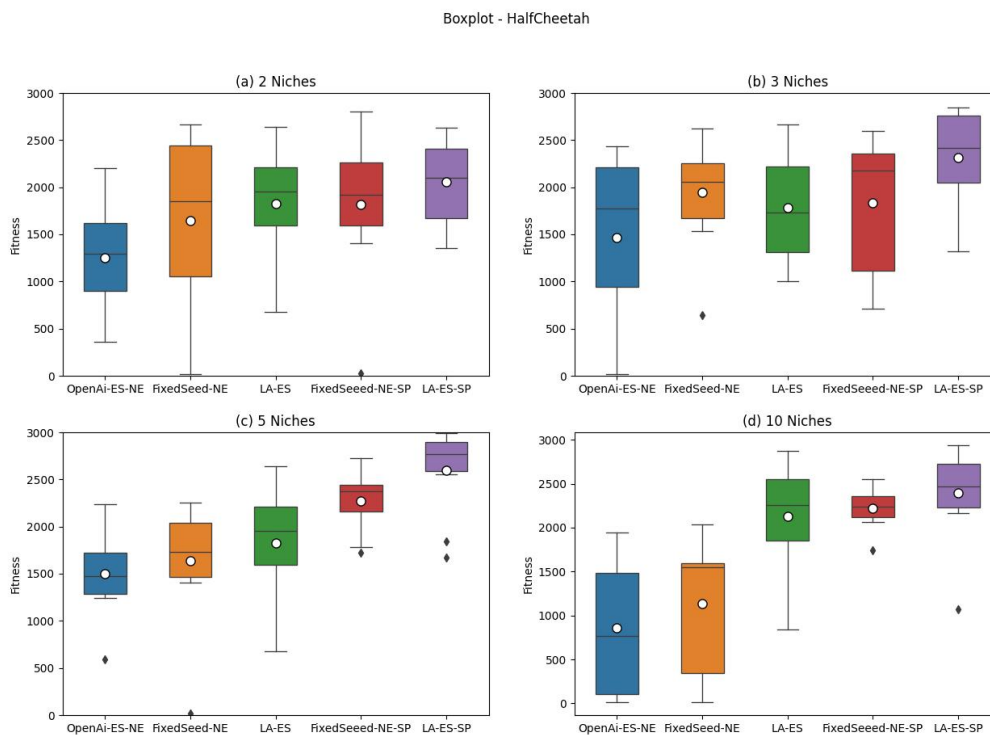 Boxplot - HalfCheetah
(a) 2 Niches
3000
2500
2000
1500
1000
500
0
Fitness
OpenAi-ES-NE FixedSeed-NE LA-ES FixedSeeed-NE-SP LA-ES-SP
(b) 3 Niches
3000
2500
2000
1500
1000
500
0
Fitness
OpenAi-ES-NE FixedSeed-NE LA-ES FixedSeeed-NE-SP LA-ES-SP
(c) 5 Niches
3000
2500
2000
1500
1000
500
0
Fitness
OpenAi-ES-NE FixedSeed-NE LA-ES FixedSeeed-NE-SP LA-ES-SP
(d) 10 Niches
3000
2500
2000
1500
1000
500
0
Fitness
OpenAi-ES-NE FixedSeed-NE LA-ES FixedSeeed-NE-SP LA-ES-SP